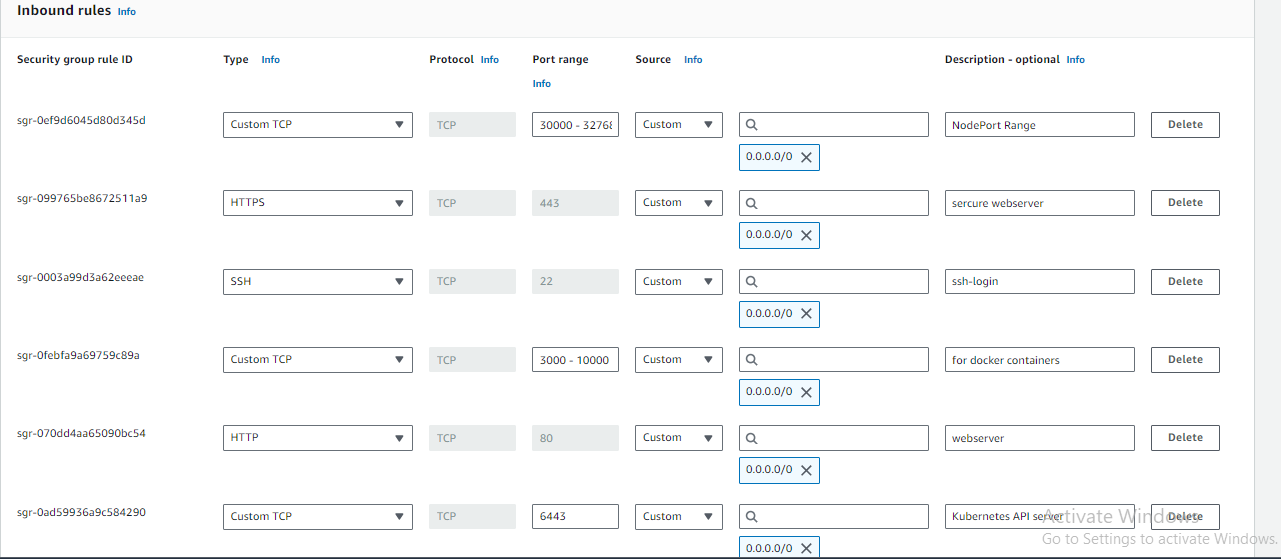 Inbound rules Info
Security group rule ID Type Info Protocol Info Port range Source Info Description - optional Info
Info
sgr-0ef9d6045d80d345d Custom TCP TCP 30000 - 3276 Custom NodePort Range Delete
0.0.0.0/0
sgr-099765be8672511a9 HTTPS TCP 443 Custom sercure webserver Delete
0.0.0.0/0
sgr-0003a99d3a62eeeae SSH TCP 22 Custom ssh-login Delete
0.0.0.0/0
sgr-0febfa9a69759c89a Custom TCP TCP 3000 - 10000 Custom for docker containers Delete
0.0.0.0/0
sgr-070dd4aa65090bc54 HTTP TCP 80 Custom webserver Delete
0.0.0.0/0
sgr-0ad59936a9c584290 Custom TCP TCP 6443 Custom Kubernetes API server Delete
Activate Windows
0.0.0.0/0 Go to Settings to activate Windows.